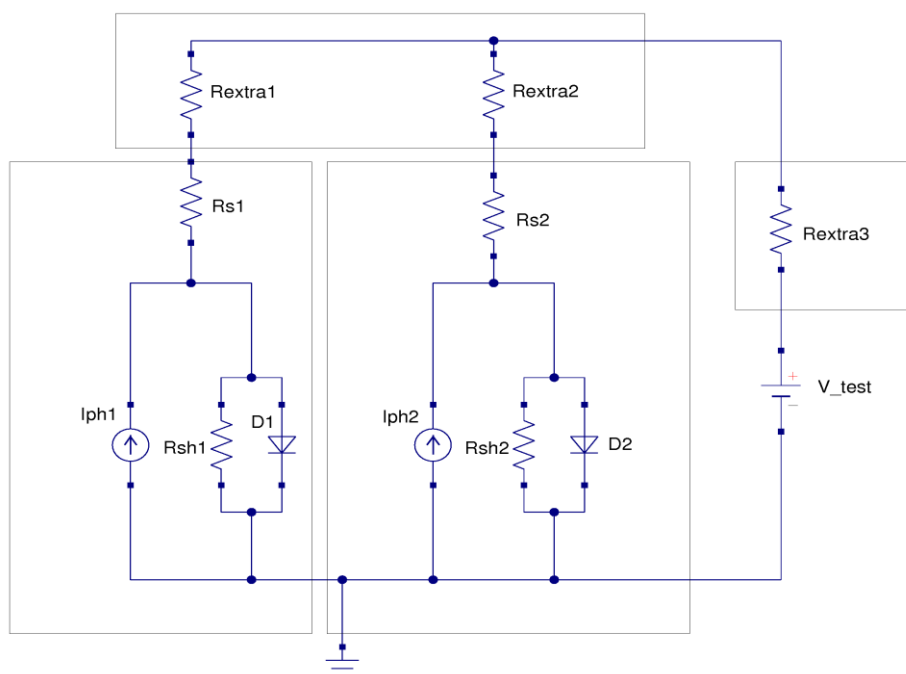 Rextra1
Rextra2
Rs1
Rs2
Rextra3
Iph1
Rsh1
D1
Iph2
Rsh2
D2
+
V_test
−